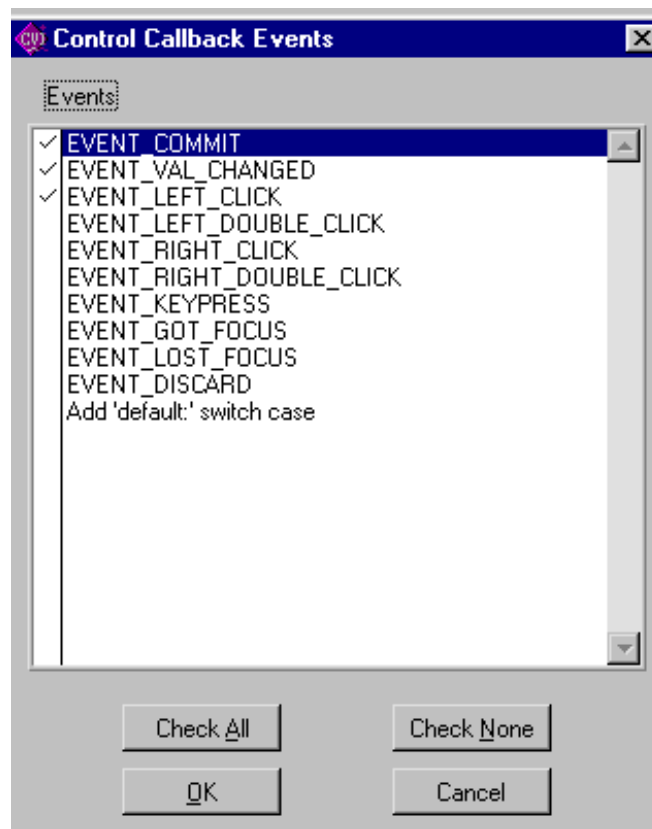 CVI Control Callback Events
Events
EVENT_COMMIT
EVENT_VAL_CHANGED
EVENT_LEFT_CLICK
EVENT_LEFT_DOUBLE_CLICK
EVENT_RIGHT_CLICK
EVENT_RIGHT_DOUBLE_CLICK
EVENT_KEYPRESS
EVENT_GOT_FOCUS
EVENT_LOST_FOCUS
EVENT_DISCARD
Add 'default:' switch case
Check All Check None
OK Cancel